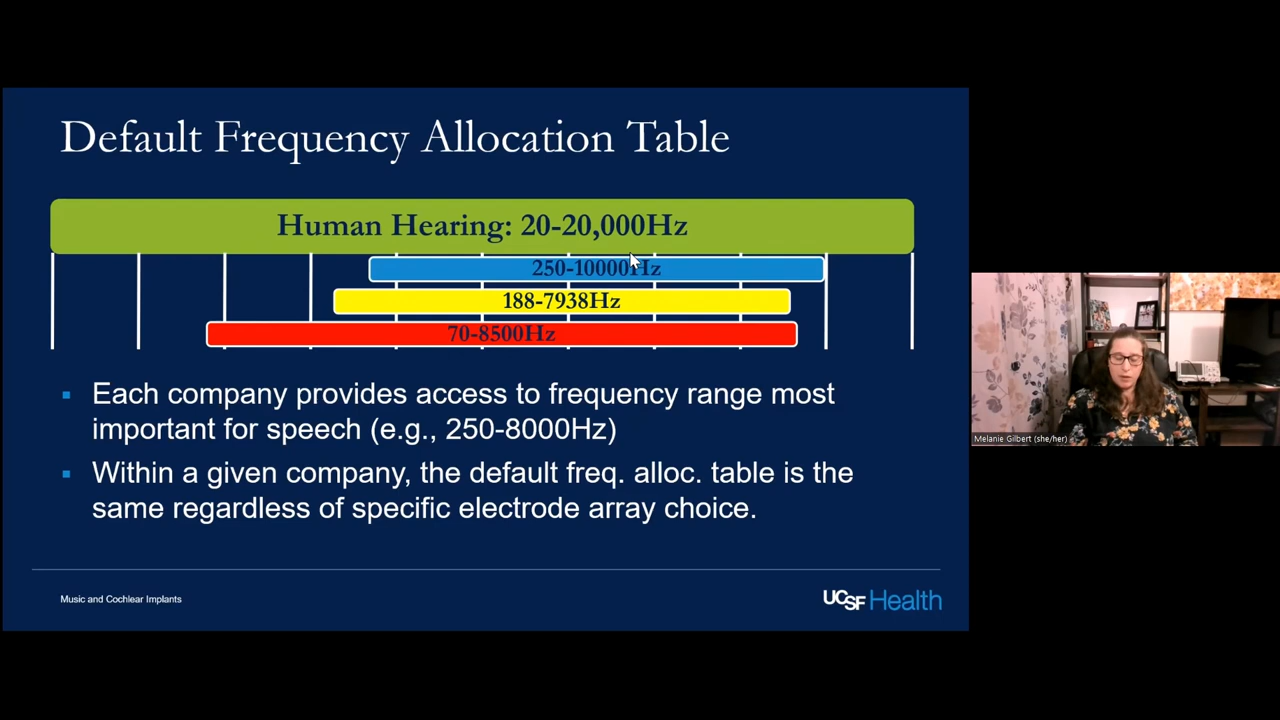 Default Frequency Allocation Table
Human Hearing: 20-20,000Hz
250-10000Hz
188-7938Hz
70-8500Hz
Each company provides access to frequency range most
important for speech (e.g., 250-8000Hz)
Within a given company, the default freq. alloc. table is the
same regardless of specific electrode array choice.
Music and Cochlear Implants
UCSF Health
Melanie Gilbert (she/her)